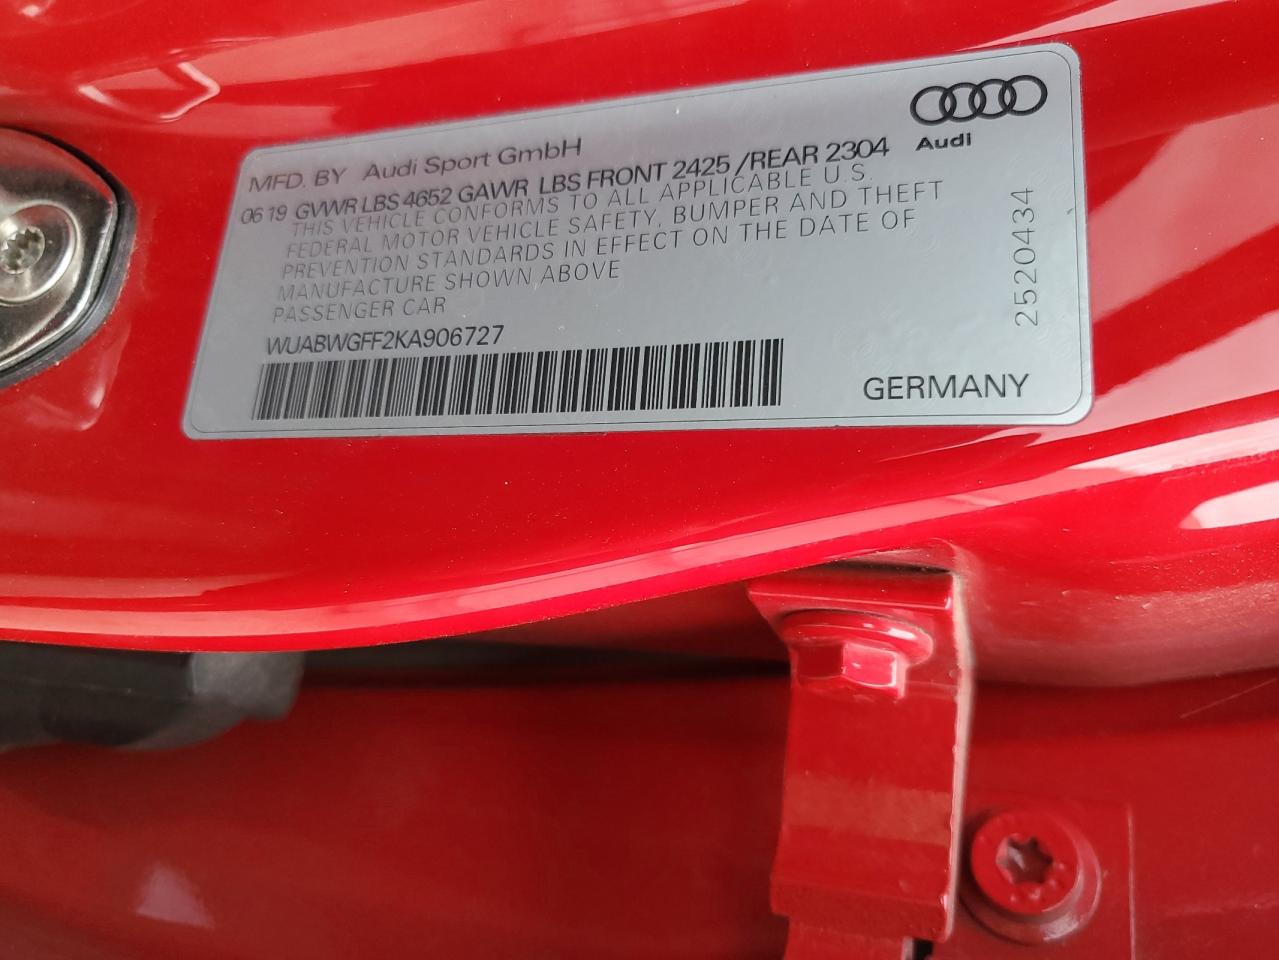 Audi
MFD. BY Audi Sport GmbH
06 19 GVWR LBS 4652 GAWR LBS FRONT 2425 /REAR 2304
THIS VEHICLE CONFORMS TO ALL APPLICABLE U.S.
FEDERAL MOTOR VEHICLE SAFETY, BUMPER AND THEFT
PREVENTION STANDARDS IN EFFECT ON THE DATE OF
MANUFACTURE SHOWN ABOVE
PASSENGER CAR
WUABWGFF2KA906727
GERMANY
2520434